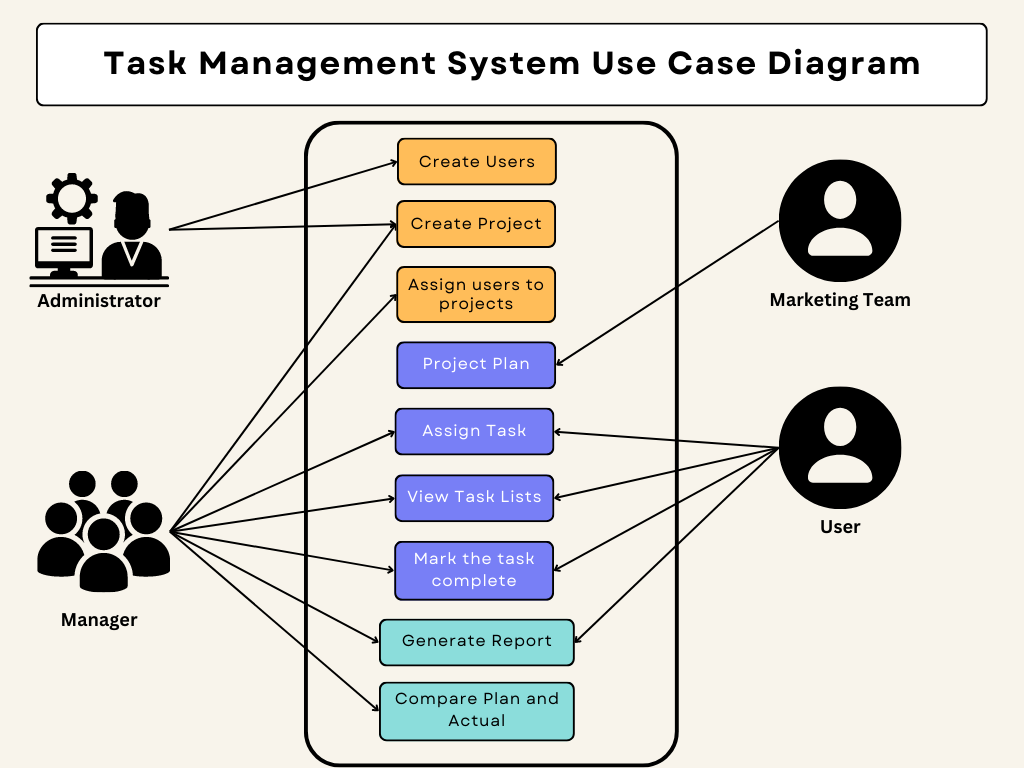 Task Management System Use Case Diagram
Create Users
Create Project
Assign users to
projects
Project Plan
Assign Task
View Task Lists
Mark the task
complete
Generate Report
Compare Plan and
Actual
Administrator
Manager
Marketing Team
User